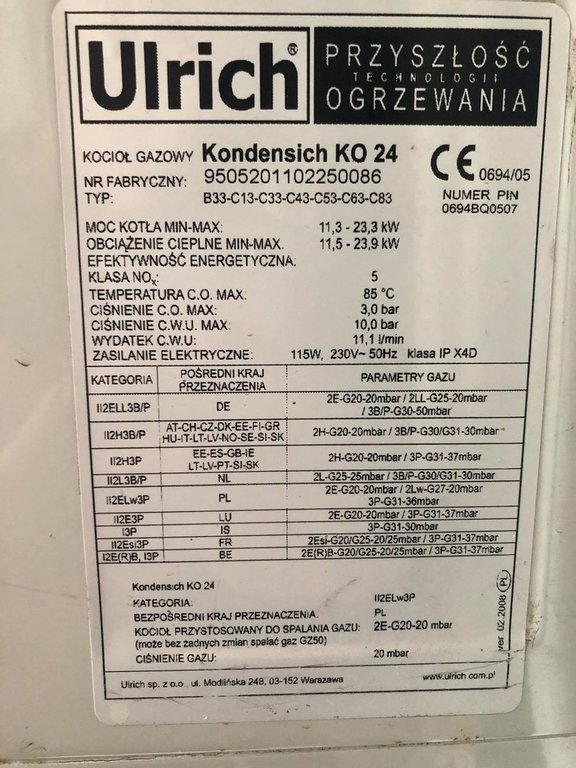 Ulrich®
PRZYSZŁOŚĆ
TECHNOLOGII
OGRZEWANIA
KOCIOŁ GAZOWY Kondensich KO 24
NR FABRYCZNY: 9505201102250086
TYP: B33-C13-C33-C43-C53-C63-C83
CE 0694/05
NUMER PIN
0694BQ0507
MOC KOTŁA MIN-MAX: 11,3 - 23,3 kW
OBCIĄŻENIE CIEPLNE MIN-MAX. 11,5 - 23,9 kW
EFEKTYWNOŚĆ ENERGETYCZNA:
KLASA NOx: 5
TEMPERATURA C.O. MAX: 85 °C
CIŚNIENIE C.O. MAX: 3,0 bar
CIŚNIENIE C.W.U. MAX: 10,0 bar
WYDATEK C.W.U: 11,1 l/min
ZASILANIE ELEKTRYCZNE: 115W, 230V~ 50Hz klasa IP X4D
KATEGORIA POŚREDNI KRAJ PRZEZNACZENIA PARAMETRY GAZU
II2ELL3B/P DE 2E-G20-20mbar / 2LL-G25-20mbar / 3B/P-G30-50mbar
II2H3B/P AT-CH-CZ-DK-EE-FI-GR HU-IT-LT-LV-NO-SE-SI-SK 2H-G20-20mbar / 3B/P-G30/G31-30mbar
II2H3P EE-ES-GB-IE LT-LV-PT-SI-SK 2H-G20-20mbar / 3P-G31-37mbar
II2L3B/P NL 2L-G25-25mbar / 3B/P-G30/G31-30mbar
II2ELw3P PL 2E-G20-20mbar / 2Lw-G27-20mbar 3P-G31-36mbar
II2E3P LU 2E-G20-20mbar / 3P-G31-37mbar
I3P IS 3P-G31-30mbar
II2Esi3P FR 2Esi-G20/G25-20/25mbar / 3P-G31-37mbar
I2E(R)B, I3P BE 2E(R)B-G20/G25-20/25mbar / 3P-G31-37mbar
Kondensich KO 24
KATEGORIA: II2ELw3P
BEZPOŚREDNI KRAJ PRZEZNACZENIA. PL
KOCIOŁ PRZYSTOSOWANY DO SPALANIA GAZU: 2E-G20-20 mbar
(może bez żadnych zmian spalać gaz GZ50)
CIŚNIENIE GAZU: 20 mbar
Ulrich sp. z o.o., ul. Modlińska 248, 03-152 Warszawa
www.ulrich.com.pl
ver 02.2008 PL